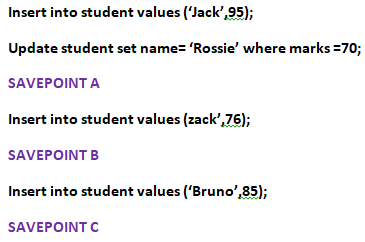 Insert into student values (‘Jack’,95);
Update student set name= ‘Rossie’ where marks =70;
SAVEPOINT A
Insert into student values (zack’,76);
SAVEPOINT B
Insert into student values (‘Bruno’,85);
SAVEPOINT C